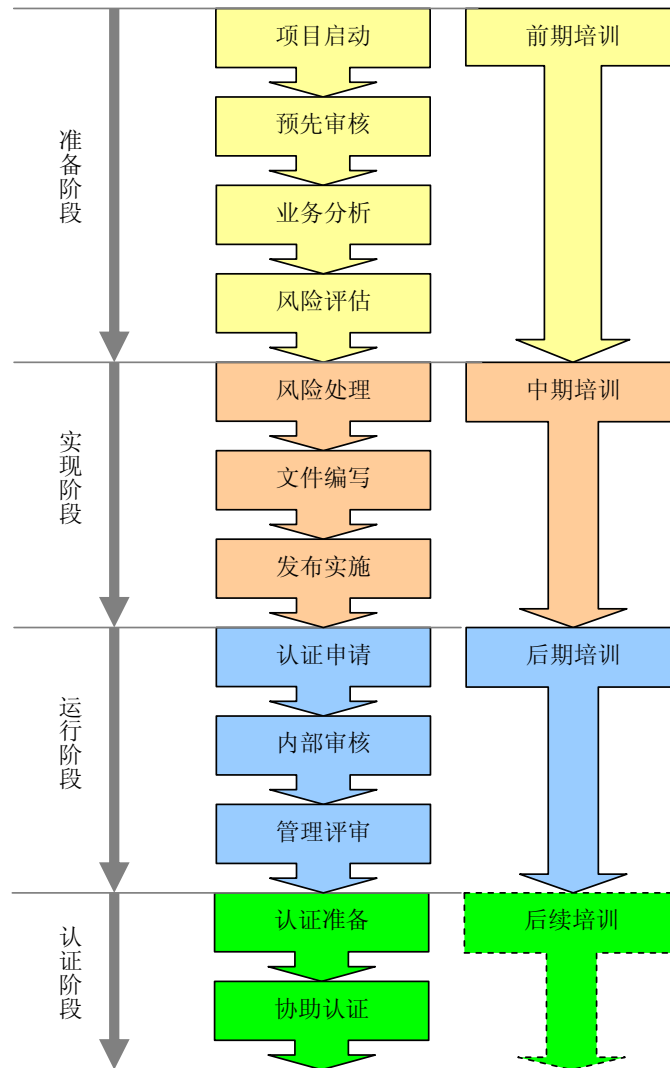 准备阶段
项目启动
前期培训
预先审核
业务分析
风险评估
实现阶段
风险处理
中期培训
文件编写
发布实施
运行阶段
认证申请
后期培训
内部审核
管理评审
认证阶段
认证准备
后续培训
协助认证